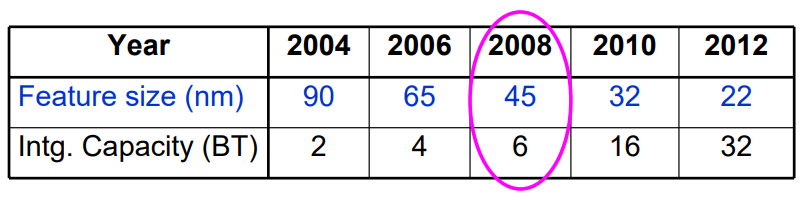 Year 2004 2006 2008 2010 2012
Feature size (nm) 90 65 45 32 22
Intg. Capacity (BT) 2 4 6 16 32